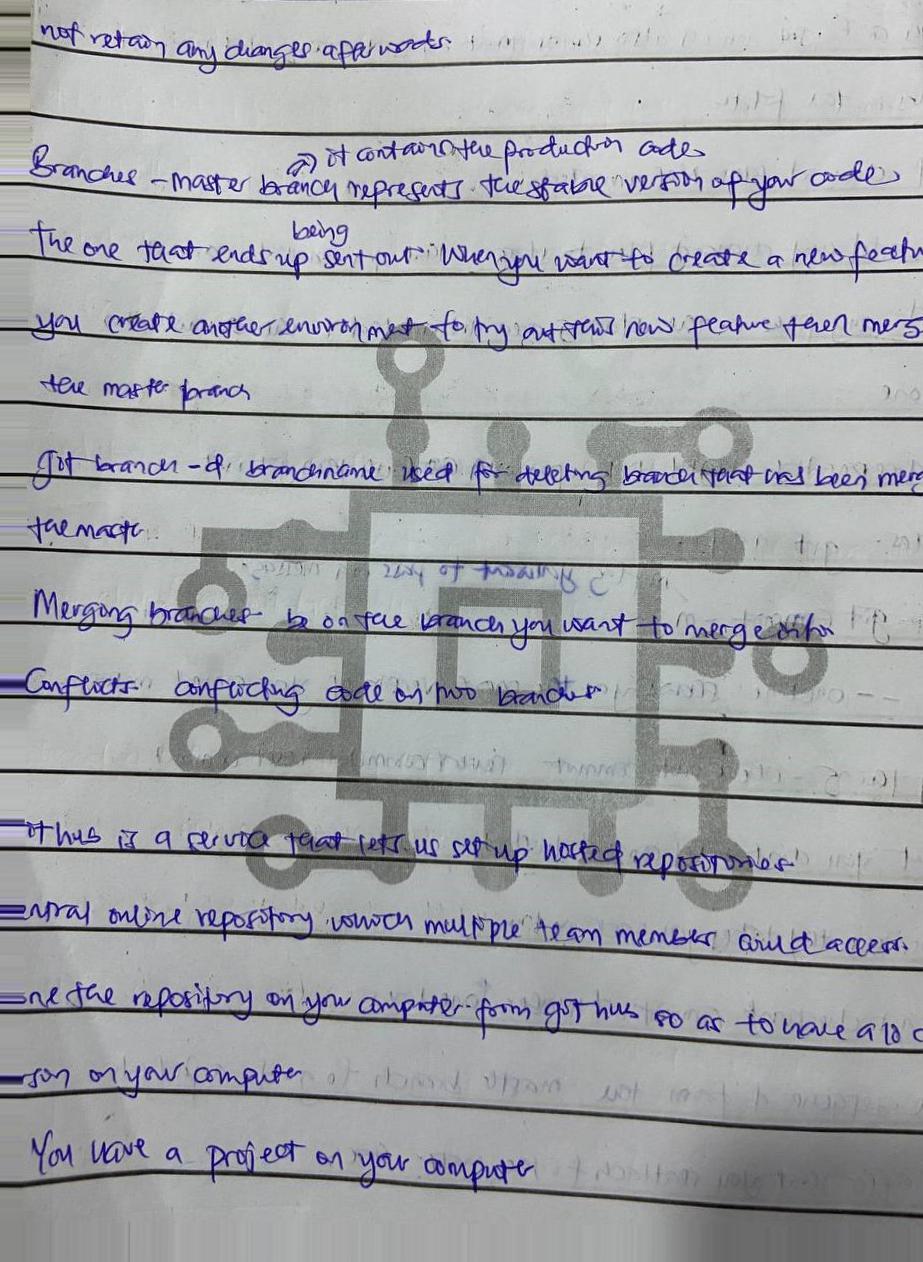 not retain any changes afterwards.
it contains the production code
Branches - master branch represents the stable version of your code,
being
the one that ends up sent out. When you want to create a new featu
you create another environment to try out this new feature then merg
the master branch
git branch -d branchname used for deleting branch that has been merg
the master
Merging branches be on the branch you want to merge into
Conflicts conflicting code on two branches
ithub is a service that lets us set up hosted repositories
entral online repository which multiple team members and access.
one the repository on your computer from github so as to have a lo c
sion on your computer
You have a project on your computer